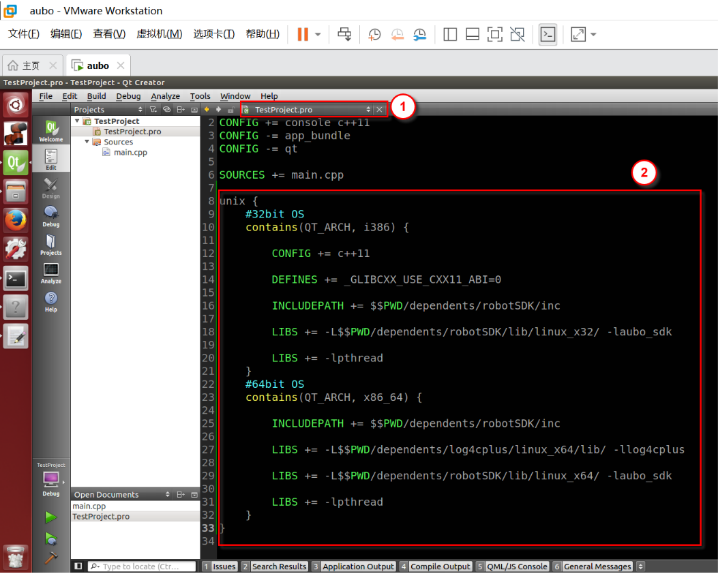 aubo - VMware Workstation
文件(F) 编辑(E) 查看(V) 虚拟机(M) 选项卡(T) 帮助(H)
主页 aubo
TestProject.pro - TestProject - Qt Creator
File Edit Build Debug Analyze Tools Window Help
Projects
TestProject.pro
1
TestProject
TestProject.pro
Sources
main.cpp
Welcome
Edit
Design
Debug
Projects
Analyze
Help
TestProject
Debug
2 CONFIG += console c++11
3 CONFIG -= app_bundle
4 CONFIG -= qt
5
6 SOURCES += main.cpp
2
7
8 unix {
9 #32bit OS
10 contains(QT_ARCH, i386) {
11
12 CONFIG += c++11
13
14 DEFINES += _GLIBCXX_USE_CXX11_ABI=0
15
16 INCLUDEPATH += $$PWD/dependents/robotSDK/inc
17
18 LIBS += -L$$PWD/dependents/robotSDK/lib/linux_x32/ -laubo_sdk
19
20 LIBS += -lpthread
21 }
22 #64bit OS
23 contains(QT_ARCH, x86_64) {
24
25 INCLUDEPATH += $$PWD/dependents/robotSDK/inc
26
27 LIBS += -L$$PWD/dependents/log4cplus/linux_x64/lib/ -llog4cplus
28
29 LIBS += -L$$PWD/dependents/robotSDK/lib/linux_x64/ -laubo_sdk
30
31 LIBS += -lpthread
32 }
33 }
34
Open Documents
main.cpp
TestProject.pro
Type to locate (Ctr...
1 Issues 2 Search Results 3 Application Output 4 Compile Output 5 QML/JS Console 6 General Messages